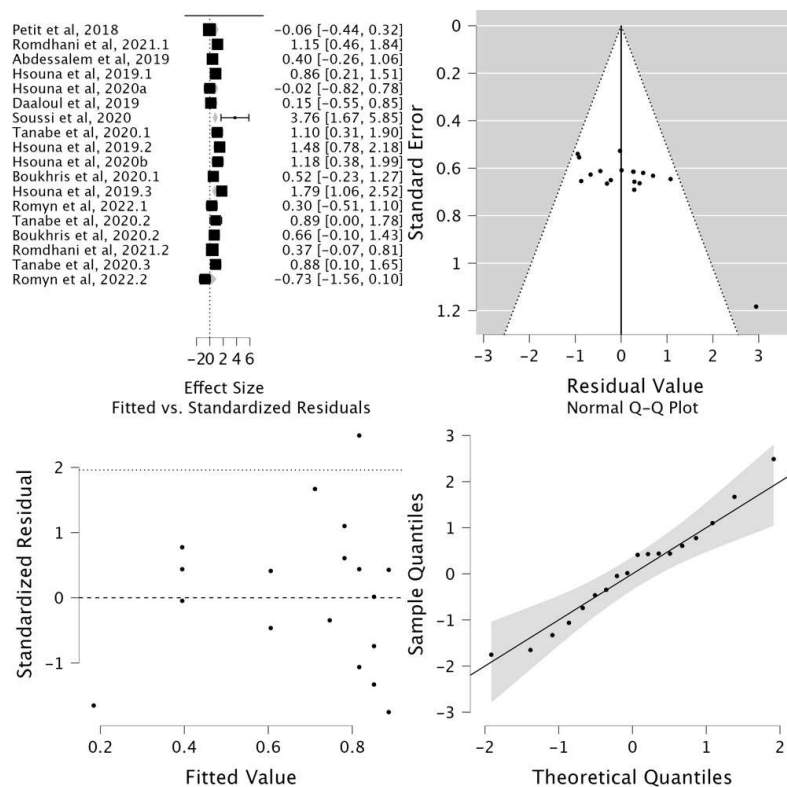 Petit et al, 2018 -0.06 [-0.44, 0.32]
Romdhani et al, 2021.1 1.15 [0.46, 1.84]
Abdessalem et al, 2019 0.40 [-0.26, 1.06]
Hsouna et al, 2019.1 0.86 [0.21, 1.51]
Hsouna et al, 2020a -0.02 [-0.82, 0.78]
Daaloul et al, 2019 0.15 [-0.55, 0.85]
Soussi et al, 2020 3.76 [1.67, 5.85]
Tanabe et al, 2020.1 1.10 [0.31, 1.90]
Hsouna et al, 2019.2 1.48 [0.78, 2.18]
Hsouna et al, 2020b 1.18 [0.38, 1.99]
Boukhris et al, 2020.1 0.52 [-0.23, 1.27]
Hsouna et al, 2019.3 1.79 [1.06, 2.52]
Romyn et al, 2022.1 0.30 [-0.51, 1.10]
Tanabe et al, 2020.2 0.89 [0.00, 1.78]
Boukhris et al, 2020.2 0.66 [-0.10, 1.43]
Romdhani et al, 2021.2 0.37 [-0.07, 0.81]
Tanabe et al, 2020.3 0.88 [0.10, 1.65]
Romyn et al, 2022.2 -0.73 [-1.56, 0.10]
-2 0 2 4 6
Effect Size
Standard Error
0
0.2
0.4
0.6
0.8
1
1.2
-3 -2 -1 0 1 2 3
Residual Value
Fitted vs. Standardized Residuals
Standardized Residual
2
1
0
-1
0.2 0.4 0.6 0.8
Fitted Value
Normal Q-Q Plot
Sample Quantiles
3
2
1
0
-1
-2
-3
-2 -1 0 1 2
Theoretical Quantiles